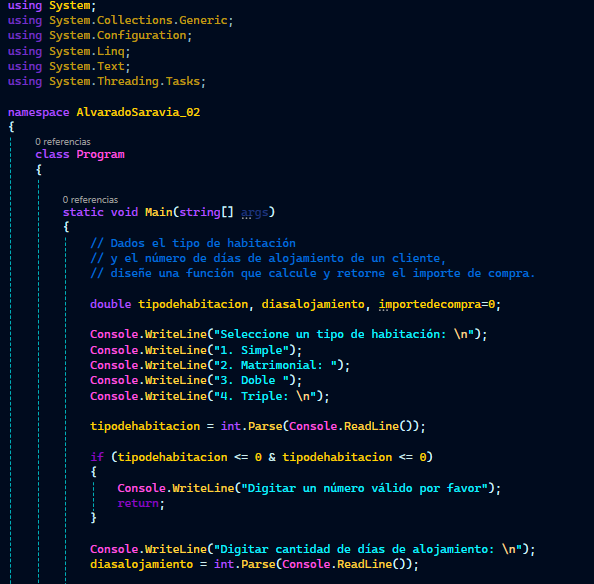 using System;
using System.Collections.Generic;
using System.Configuration;
using System.Linq;
using System.Text;
using System.Threading.Tasks;
namespace AlvaradoSaravia_02
{
0 referencias
class Program
{
0 referencias
static void Main(string[] args)
{
// Dados el tipo de habitación
// y el número de días de alojamiento de un cliente,
// diseñe una función que calcule y retorne el importe de compra.
double tipodehabitacion, diasalojamiento, importedecompra=0;
Console.WriteLine("Seleccione un tipo de habitación: \n");
Console.WriteLine("1. Simple");
Console.WriteLine("2. Matrimonial: ");
Console.WriteLine("3. Doble ");
Console.WriteLine("4. Triple: \n");
tipodehabitacion = int.Parse(Console.ReadLine());
if (tipodehabitacion <= 0 & tipodehabitacion <= 0)
{
Console.WriteLine("Digitar un número válido por favor");
return;
}
Console.WriteLine("Digitar cantidad de días de alojamiento: \n");
diasalojamiento = int.Parse(Console.ReadLine());